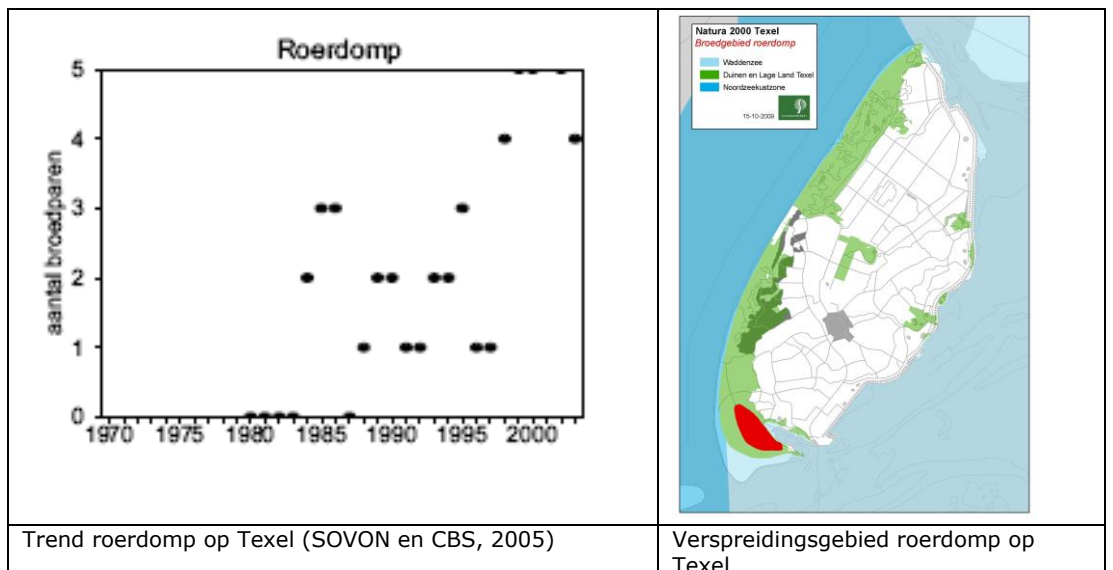 Roerdomp
aantal broedparen
5
4
3
2
1
0
1970 1975 1980 1985 1990 1995 2000
Natura 2000 Texel
Broedgebied roerdomp
Waddenzee
Duinen en Lage Land Texel
Noordzeekustzone
15-10-2009
Trend roerdomp op Texel (SOVON en CBS, 2005)
Verspreidingsgebied roerdomp op
Texel